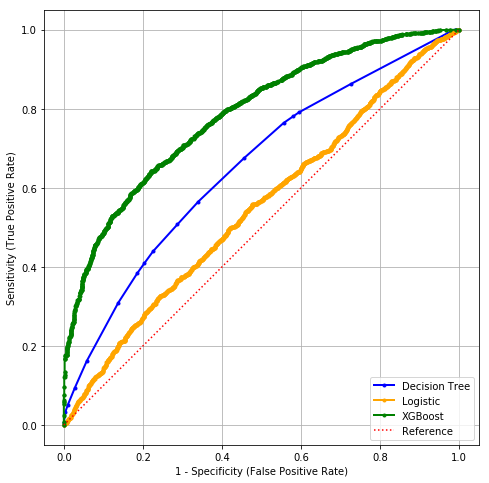 1.0
0.8
0.6
0.4
0.2
0.0
Sensitivity (True Positive Rate)
0.0 0.2 0.4 0.6 0.8 1.0
1 - Specificity (False Positive Rate)
Decision Tree
Logistic
XGBoost
Reference